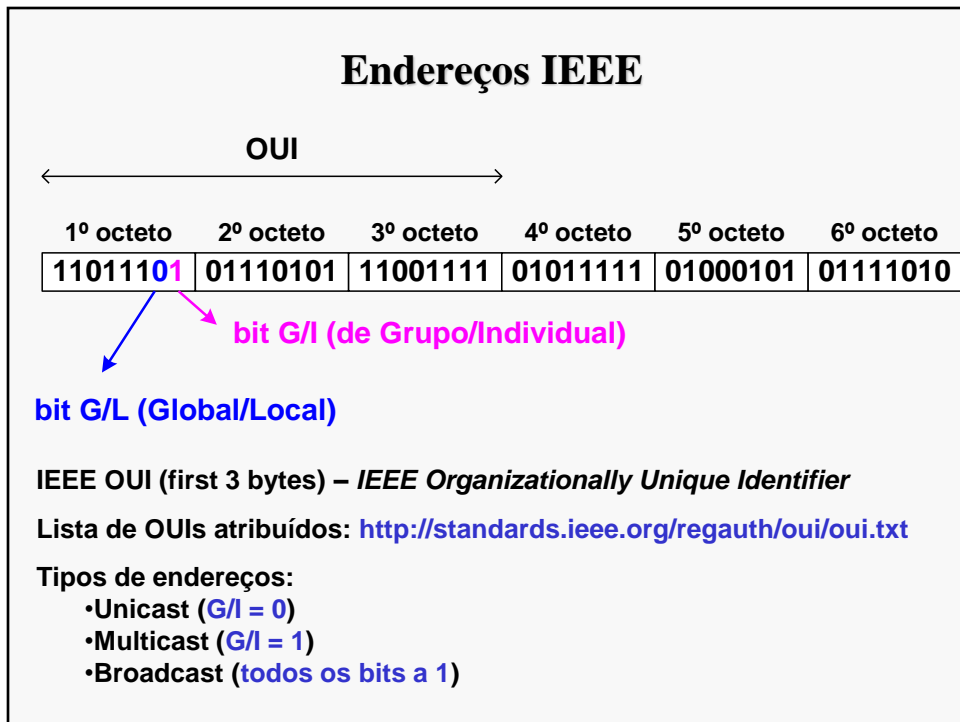 Endereços IEEE
OUI
1º octeto 2º octeto 3º octeto 4º octeto 5º octeto 6º octeto
11011101 01110101 11001111 01011111 01000101 01111010
bit G/I (de Grupo/Individual)
bit G/L (Global/Local)
IEEE OUI (first 3 bytes) – IEEE Organizationally Unique Identifier
Lista de OUIs atribuídos: http://standards.ieee.org/regauth/oui/oui.txt
Tipos de endereços:
•Unicast (G/I = 0)
•Multicast (G/I = 1)
•Broadcast (todos os bits a 1)